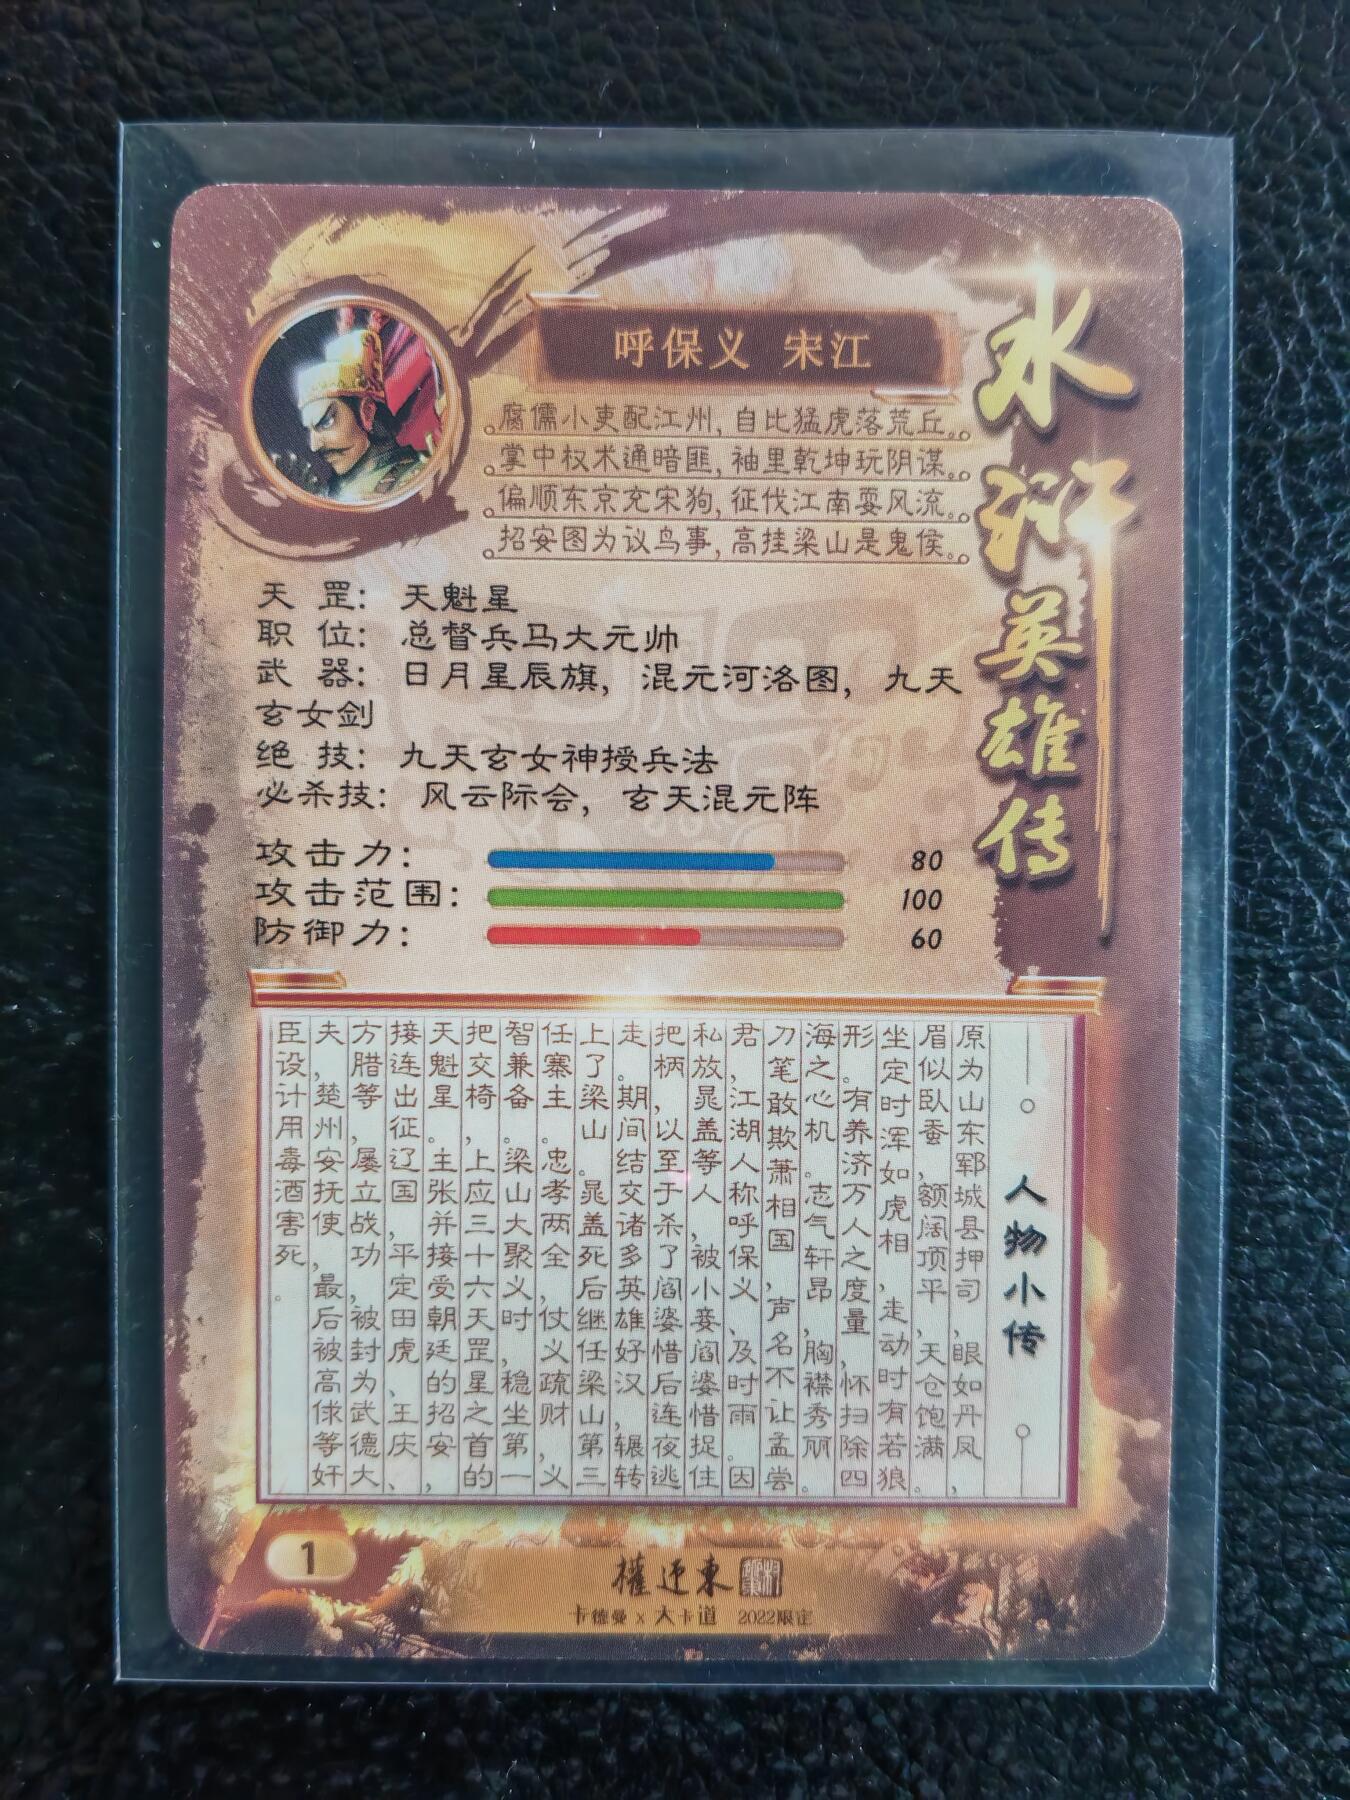 水浒英雄传
呼保义 宋江
腐儒小吏配江州，自比猛虎落荒丘。
掌中权术通暗匪，袖里乾坤玩阴谋。
偏顺东京充宋狗，征伐江南耍风流。
招安图为议鸟事，高挂梁山是鬼侯。
天 罡：天魁星
职 位：总督兵马大元帅
武 器：日月星辰旗，混元河洛图，九天
玄女剑
绝 技：九天玄女神授兵法
必杀技：风云际会，玄天混元阵
攻击力： 80
攻击范围： 100
防御力： 60
人物小传
原为山东郓城县押司，眼如丹凤，
眉似卧蚕，额阔顶平，天仓饱满。
坐定时浑如虎相，走动时有若狼
形。有养济万人之度量，怀扫除四
海之心机。志气轩昂，胸襟秀丽。
刀笔敢欺萧相国，声名不让孟尝
君，江湖人称呼保义、及时雨。因
私放晁盖等人，被小妾阎婆惜捉住
把柄，以至于杀了阎婆惜后连夜逃
走。期间结交诸多英雄好汉，辗转
上了梁山。晁盖死后继任梁山第三
任寨主。忠孝两全，仗义疏财，义
智兼备。梁山大聚义时，稳坐第一
把交椅，上应三十六天罡星之首的
天魁星。主张并接受朝廷的招安，
接连出征辽国，平定田虎、王庆、
方腊等，屡立战功，被封为武德大
夫，楚州安抚使，最后被高俅等奸
臣设计用毒酒害死。
1
權迎東
卡德曼 x 大卡道 2022限定